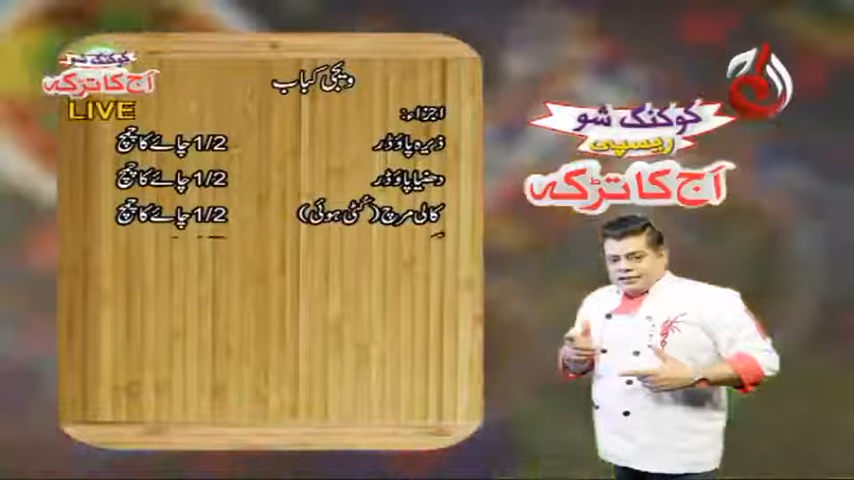 کوکنگ شو
آج کا تڑکہ
LIVE
ویجی کباب
اجزاء:
زیرہ پاؤڈر 1/2 چائے کا چمچ
دھنیا پاؤڈر 1/2 چائے کا چمچ
کالی مرچ (کُٹی ہوئی) 1/2 چائے کا چمچ
کوکنگ شو
ریسپی
آج کا تڑکہ